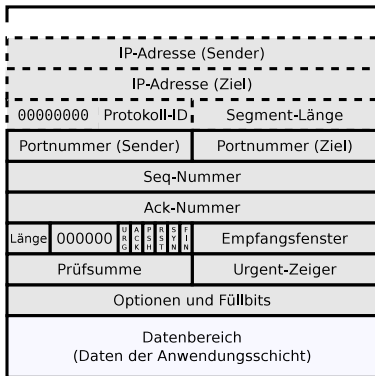 IP-Adresse (Sender)
IP-Adresse (Ziel)
00000000 Protokoll-ID Segment-Länge
Portnummer (Sender) Portnummer (Ziel)
Seq-Nummer
Ack-Nummer
Länge 000000 URG ACK PSH RST SYN FIN Empfangsfenster
Prüfsumme Urgent-Zeiger
Optionen und Füllbits
Datenbereich
(Daten der Anwendungsschicht)